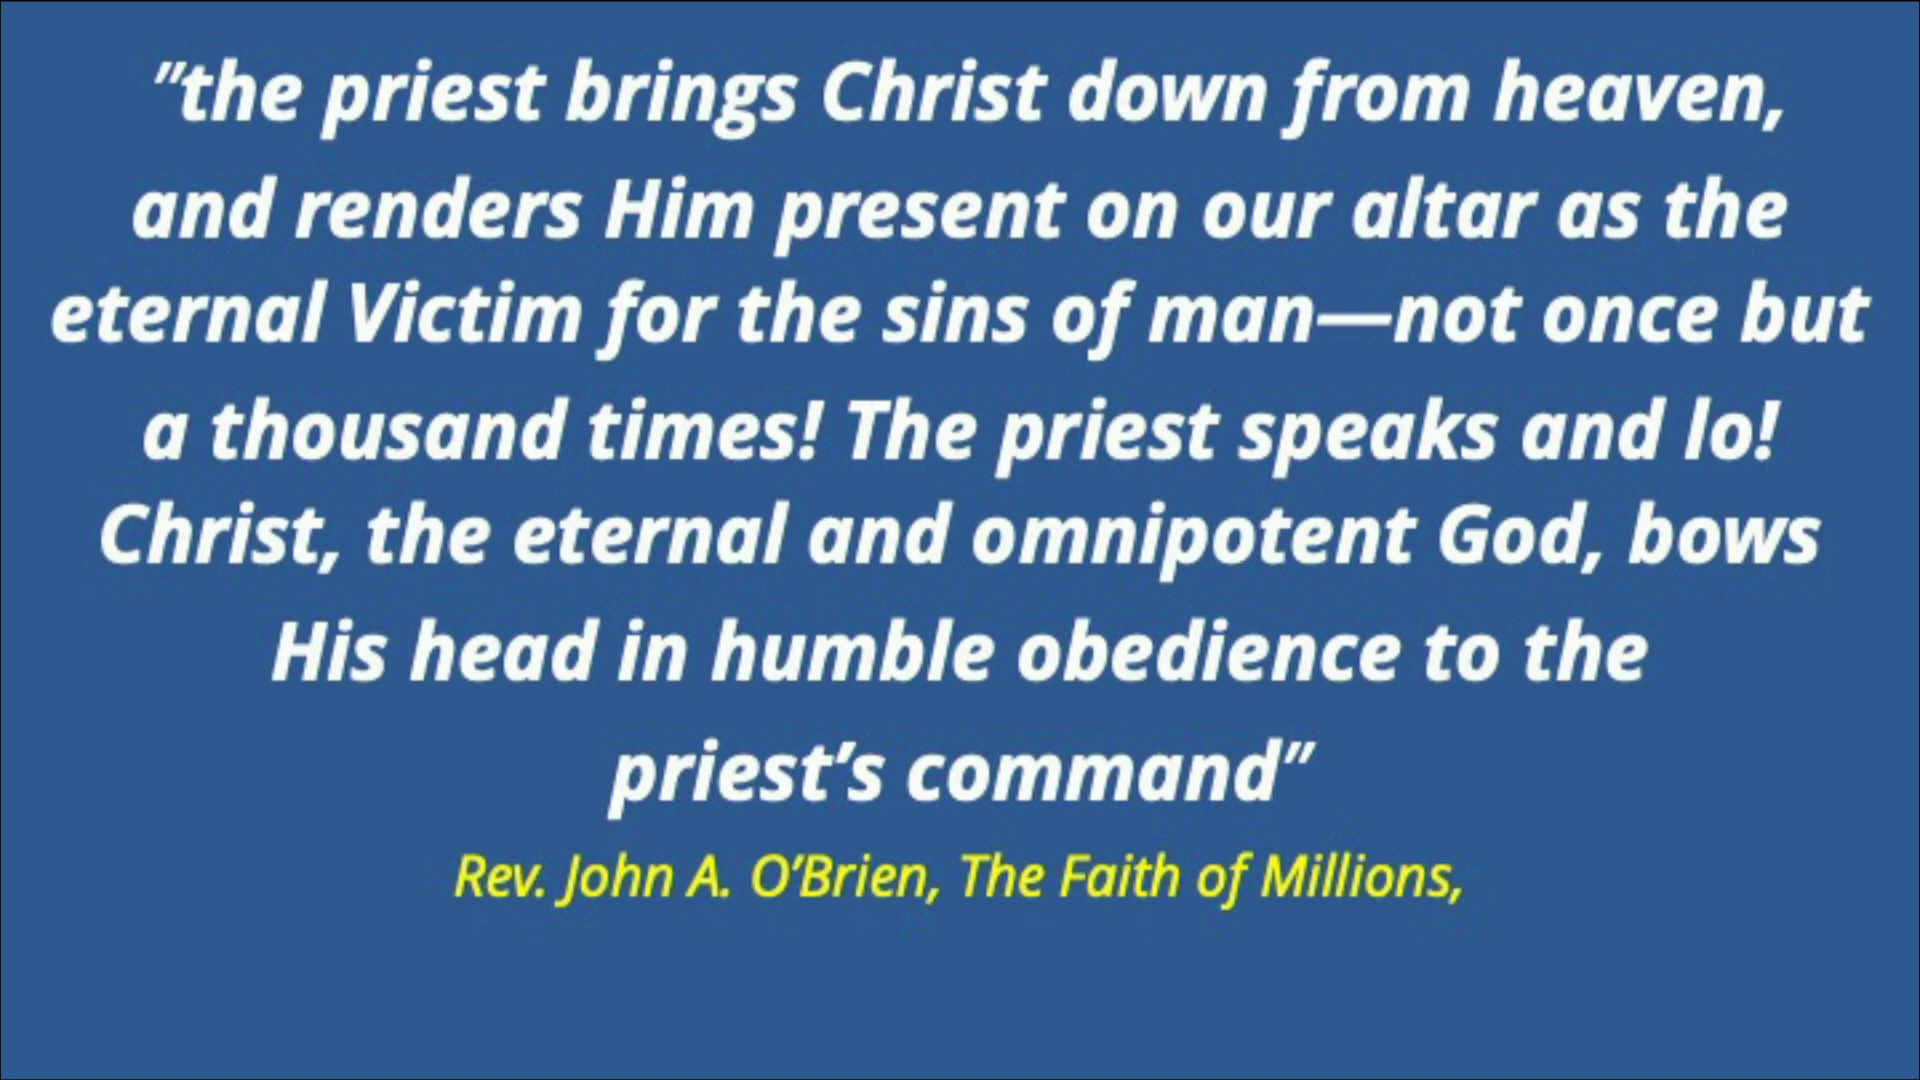 "the priest brings Christ down from heaven,
and renders Him present on our altar as the
eternal Victim for the sins of man—not once but
a thousand times! The priest speaks and lo!
Christ, the eternal and omnipotent God, bows
His head in humble obedience to the
priest’s command”
Rev. John A. O’Brien, The Faith of Millions,